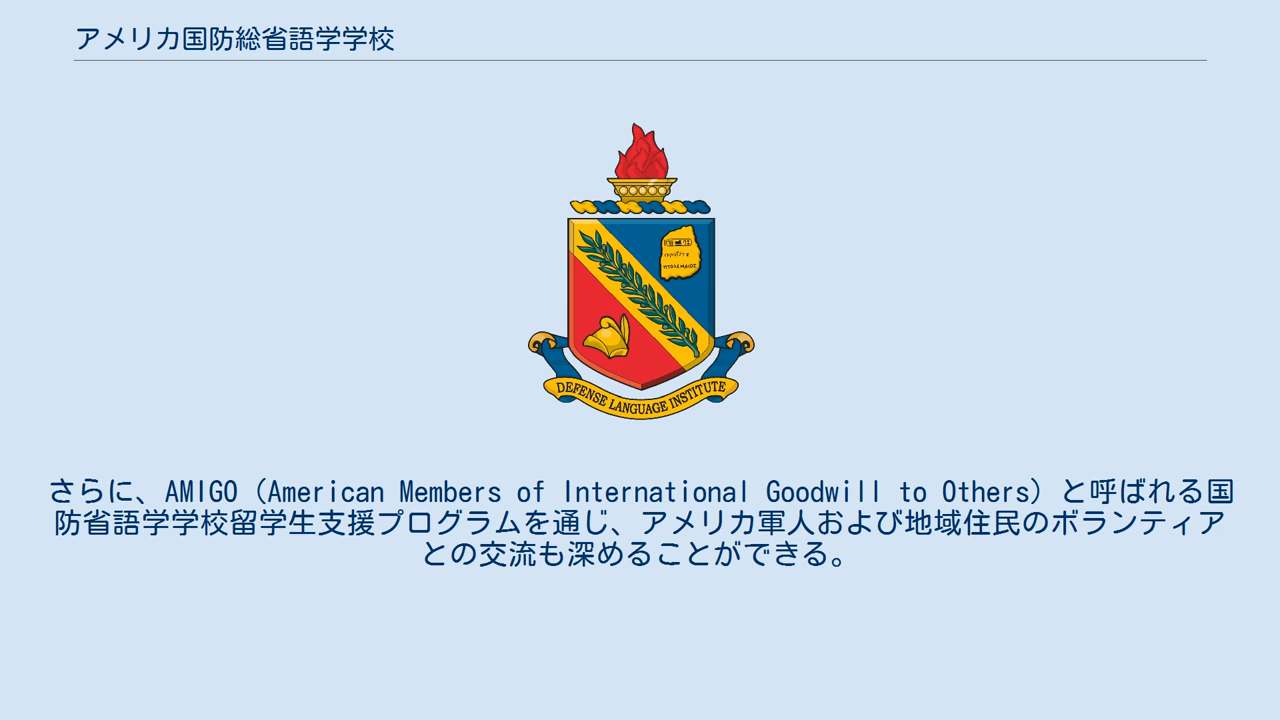 アメリカ国防総省語学学校
DEFENSE LANGUAGE INSTITUTE
さらに、AMIGO（American Members of International Goodwill to Others）と呼ばれる国
防省語学学校留学生支援プログラムを通じ、アメリカ軍人および地域住民のボランティア
との交流も深めることができる。